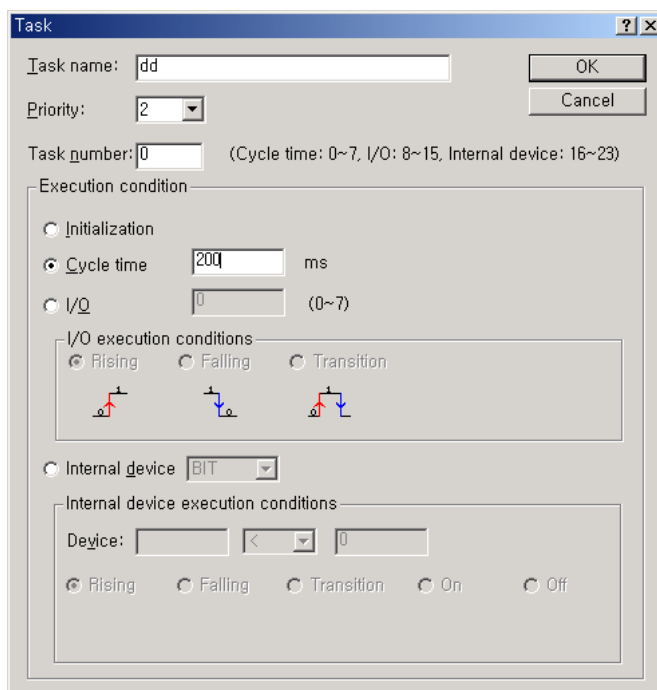 Task
Task name: dd
OK
Priority: 2
Cancel
Task number: 0 (Cycle time: 0~7, I/O: 8~15, Internal device: 16~23)
Execution condition
Initialization
Cycle time 200 ms
I/O 0 (0~7)
I/O execution conditions
Rising Falling Transition
0 1 1 0 0 1
Internal device BIT
Internal device execution conditions
Device: < 0
Rising Falling Transition On Off